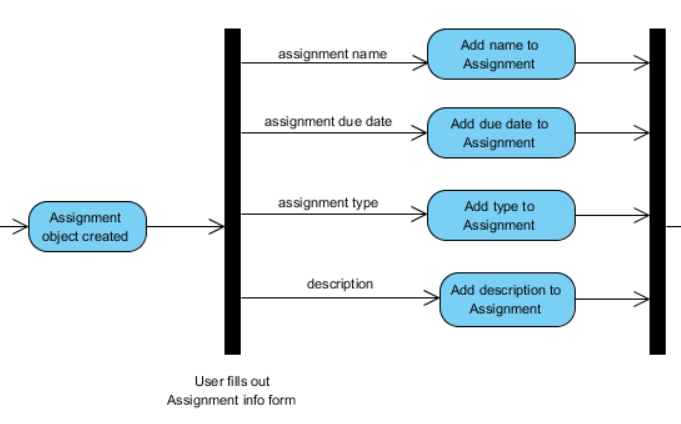 assignment name
Add name to
Assignment
assignment due date
Add due date to
Assignment
assignment type
Add type to
Assignment
Assignment
object created
description
Add description to
Assignment
User fills out
Assignment info form